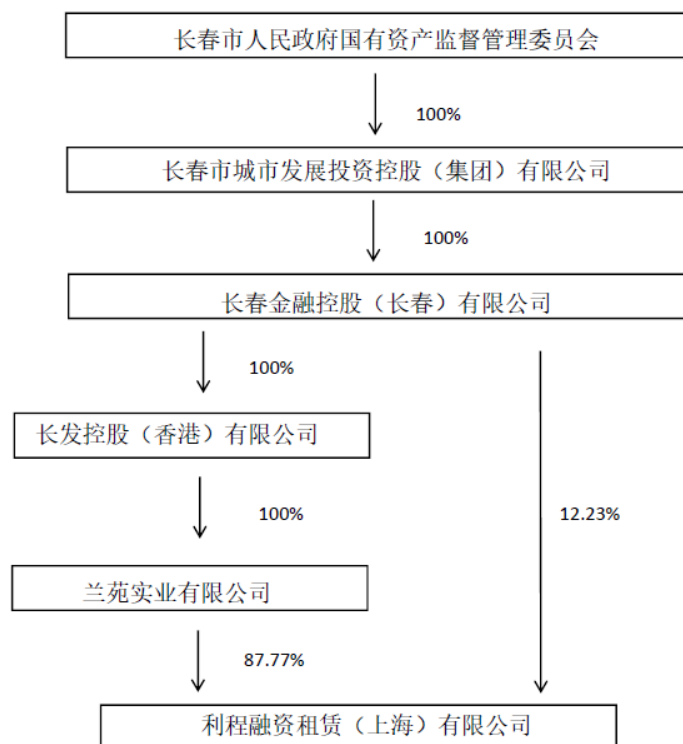 长春市人民政府国有资产监督管理委员会
100%
长春市城市发展投资控股（集团）有限公司
100%
长春金融控股（长春）有限公司
100%
长发控股（香港）有限公司
100%
12.23%
兰苑实业有限公司
87.77%
利程融资租赁（上海）有限公司